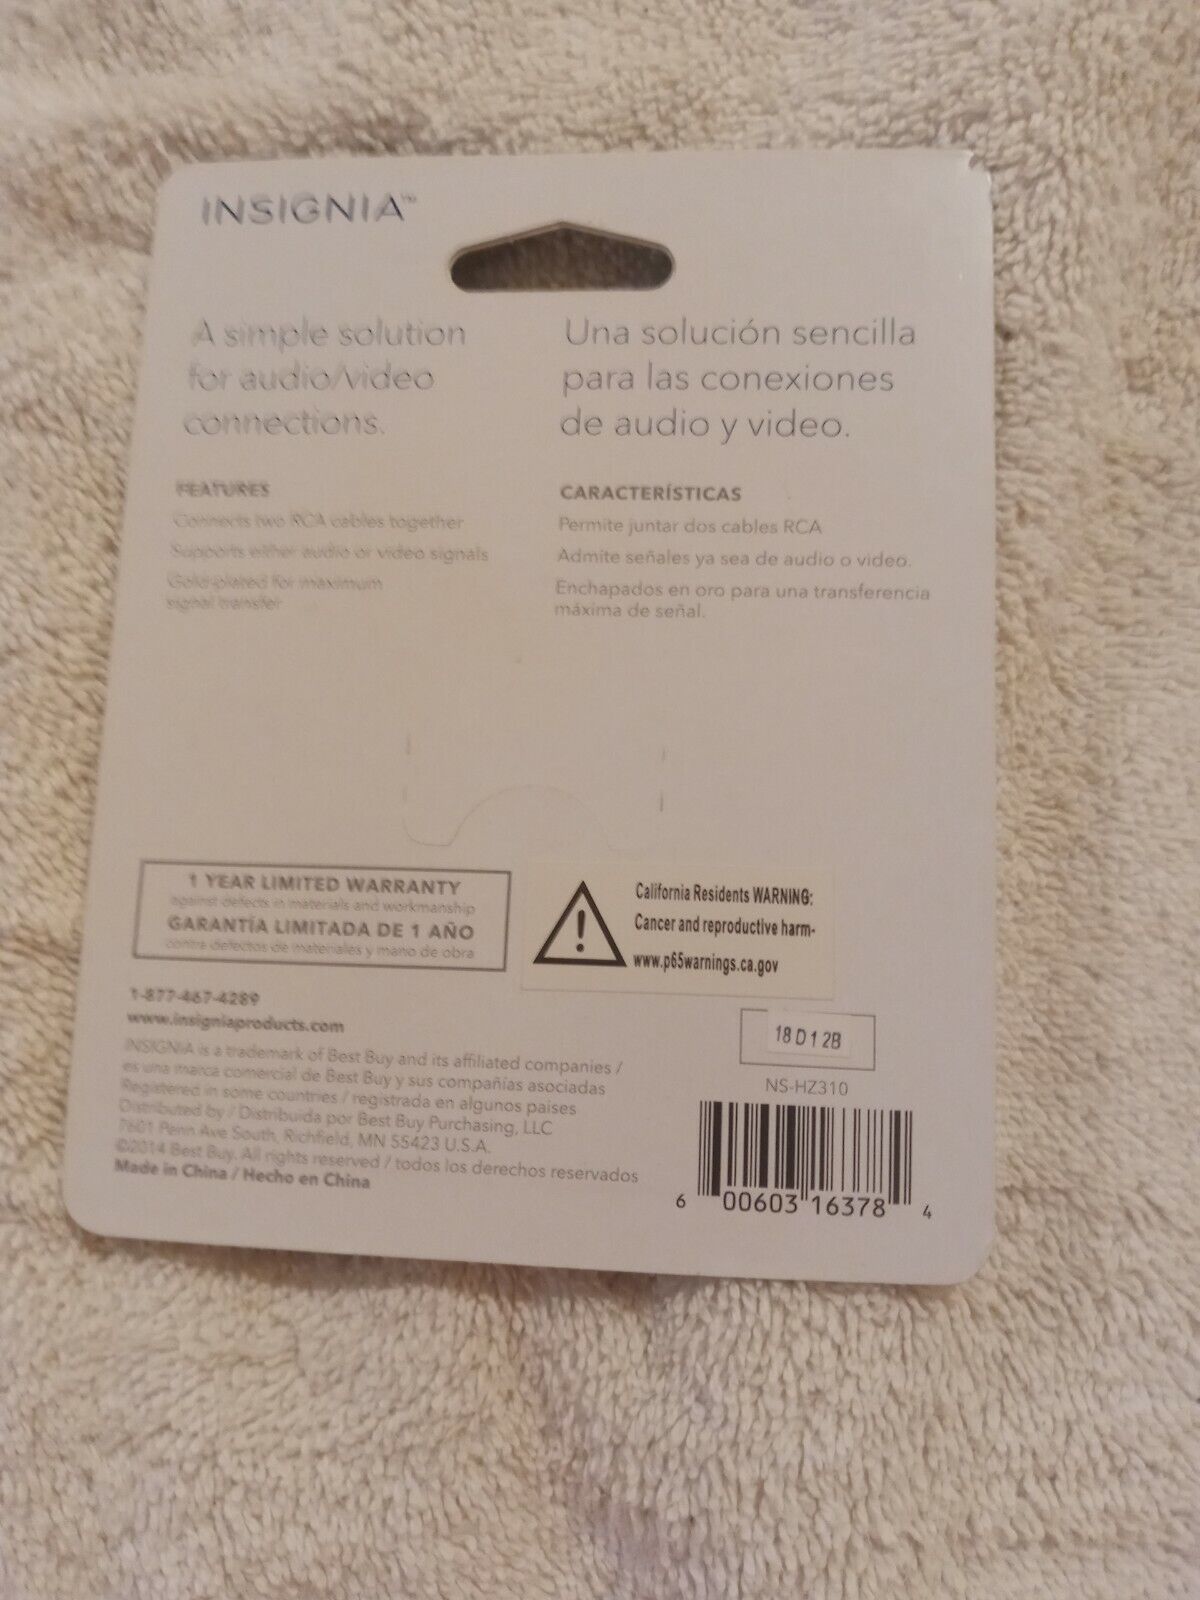 INSIGNIA™
A simple solution
for audio/video
connections.
FEATURES
Connects two RCA cables together
Supports either audio or video signals
Gold-plated for maximum
signal transfer
Una solución sencilla
para las conexiones
de audio y video.
CARACTERÍSTICAS
Permite juntar dos cables RCA
Admite señales ya sea de audio o video.
Enchapados en oro para una transferencia
máxima de señal.
1 YEAR LIMITED WARRANTY
against defects in materials and workmanship
GARANTÍA LIMITADA DE 1 AÑO
contra defectos de materiales y mano de obra
California Residents WARNING:
Cancer and reproductive harm-
www.p65warnings.ca.gov
1-877-467-4289
www.insigniaproducts.com
INSIGNIA is a trademark of Best Buy and its affiliated companies /
es una marca comercial de Best Buy y sus compañías asociadas
Registered in some countries / registrada en algunos paises
Distributed by / Distribuida por Best Buy Purchasing, LLC
7601 Penn Ave South, Richfield, MN 55423 U.S.A.
©2014 Best Buy. All rights reserved / todos los derechos reservados
Made in China / Hecho en China
18 D 1 2B
NS-HZ310
6 00603 16378 4